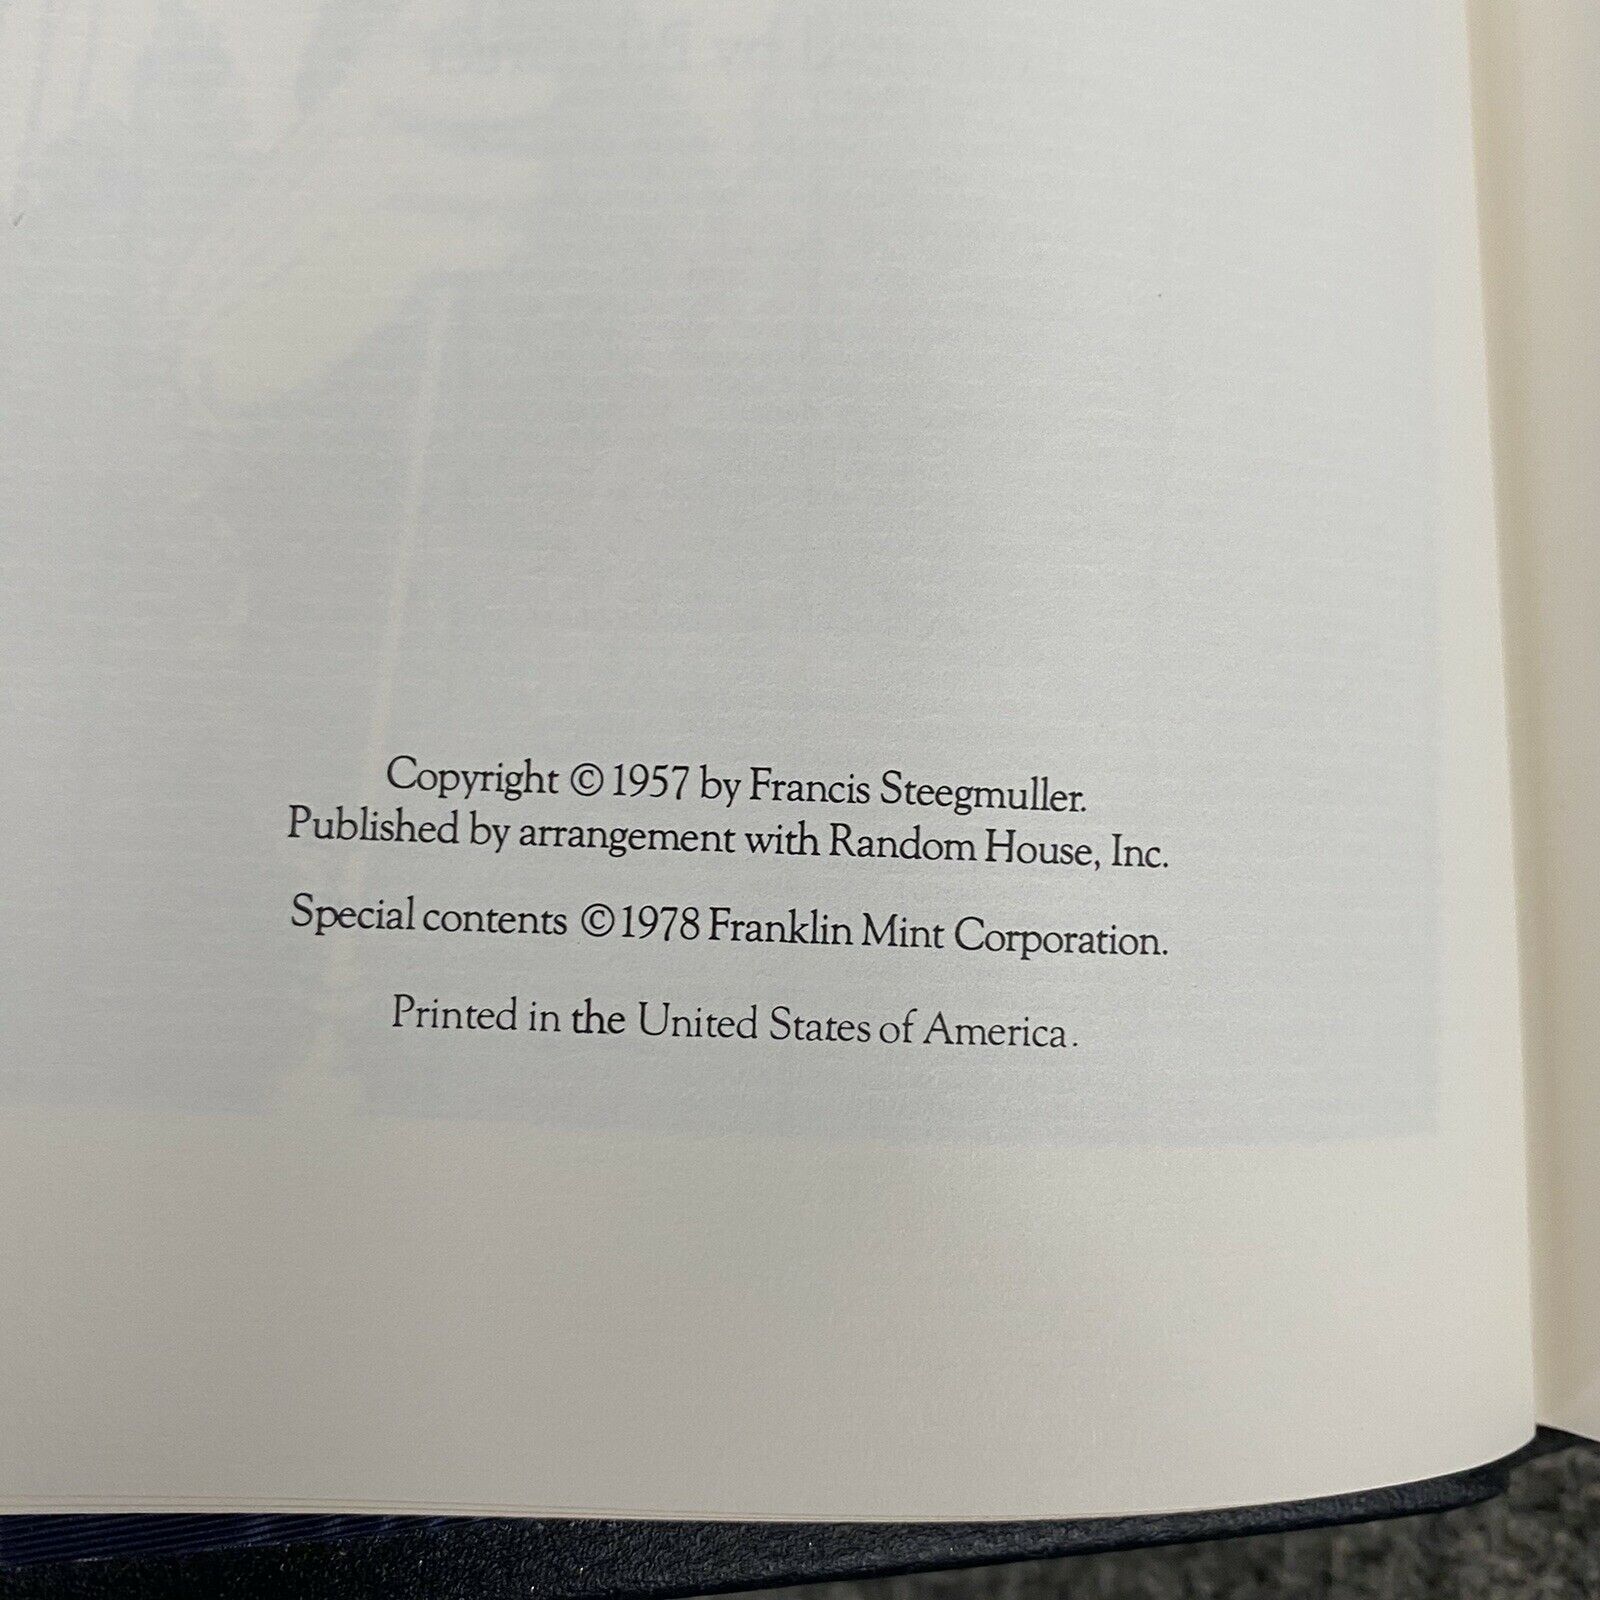 Copyright © 1957 by Francis Steegmuller.
Published by arrangement with Random House, Inc.
Special contents © 1978 Franklin Mint Corporation.
Printed in the United States of America.